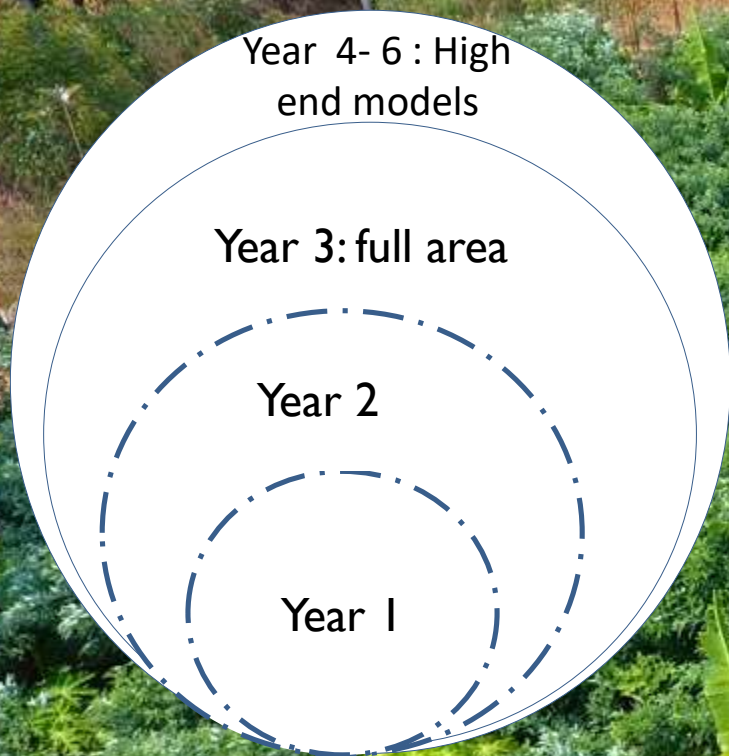 Year 4- 6 : High
end models
Year 3: full area
Year 2
Year 1